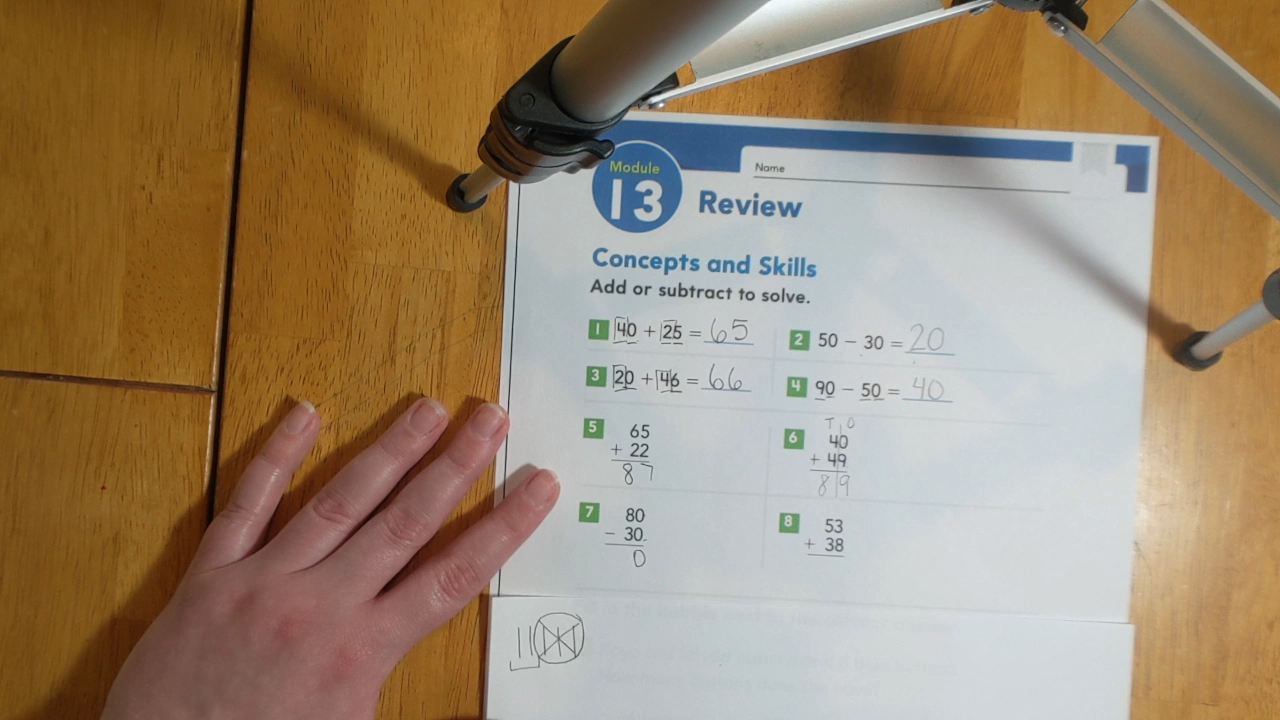 Module
13
Name
Review
Concepts and Skills
Add or subtract to solve.
1 40 + 25 = 65
2 50 − 30 = 20
3 20 + 46 = 66
4 90 − 50 = 40
5 65
+ 22
87
6 T O
40
+ 49
89
7 80
− 30
0
8 53
+ 38